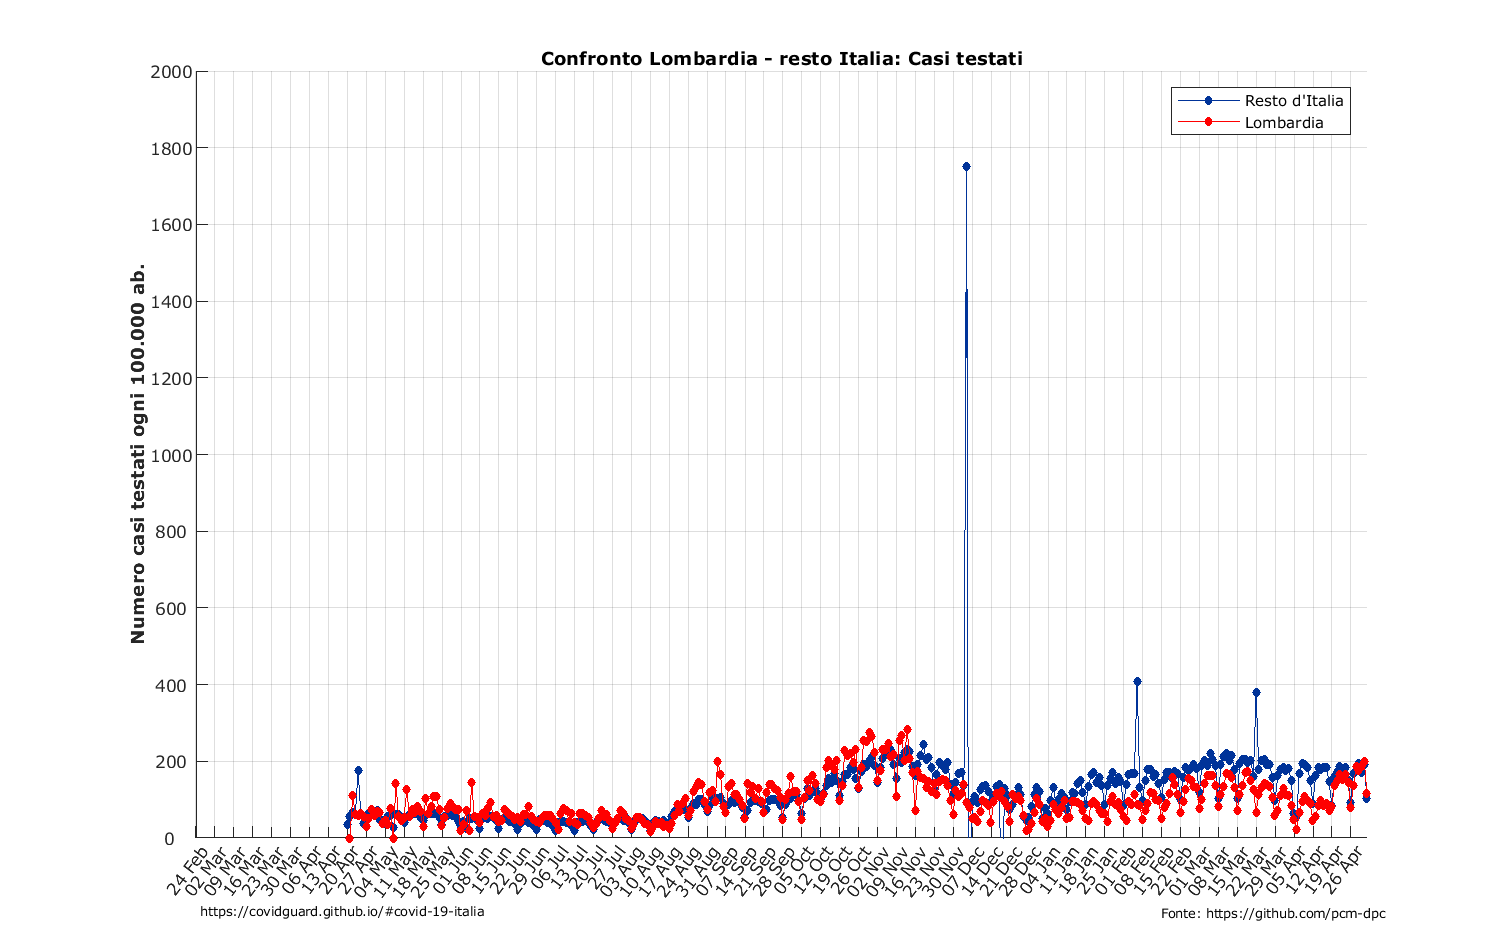 Confronto Lombardia - resto Italia: Casi testati
Resto d'Italia
Lombardia
Numero casi testati ogni 100.000 ab.
2000
1800
1600
1400
1200
1000
800
600
400
200
0
24 Feb
02 Mar
09 Mar
16 Mar
23 Mar
30 Mar
06 Apr
13 Apr
20 Apr
27 Apr
04 May
11 May
18 May
25 May
01 Jun
08 Jun
15 Jun
22 Jun
29 Jun
06 Jul
13 Jul
20 Jul
27 Jul
03 Aug
10 Aug
17 Aug
24 Aug
31 Aug
07 Sep
14 Sep
21 Sep
28 Sep
05 Oct
12 Oct
19 Oct
26 Oct
02 Nov
09 Nov
16 Nov
23 Nov
30 Nov
07 Dec
14 Dec
21 Dec
28 Dec
04 Jan
11 Jan
18 Jan
25 Jan
01 Feb
08 Feb
15 Feb
22 Feb
01 Mar
08 Mar
15 Mar
22 Mar
29 Mar
05 Apr
12 Apr
19 Apr
26 Apr
https://covidguard.github.io/#covid-19-italia
Fonte: https://github.com/pcm-dpc